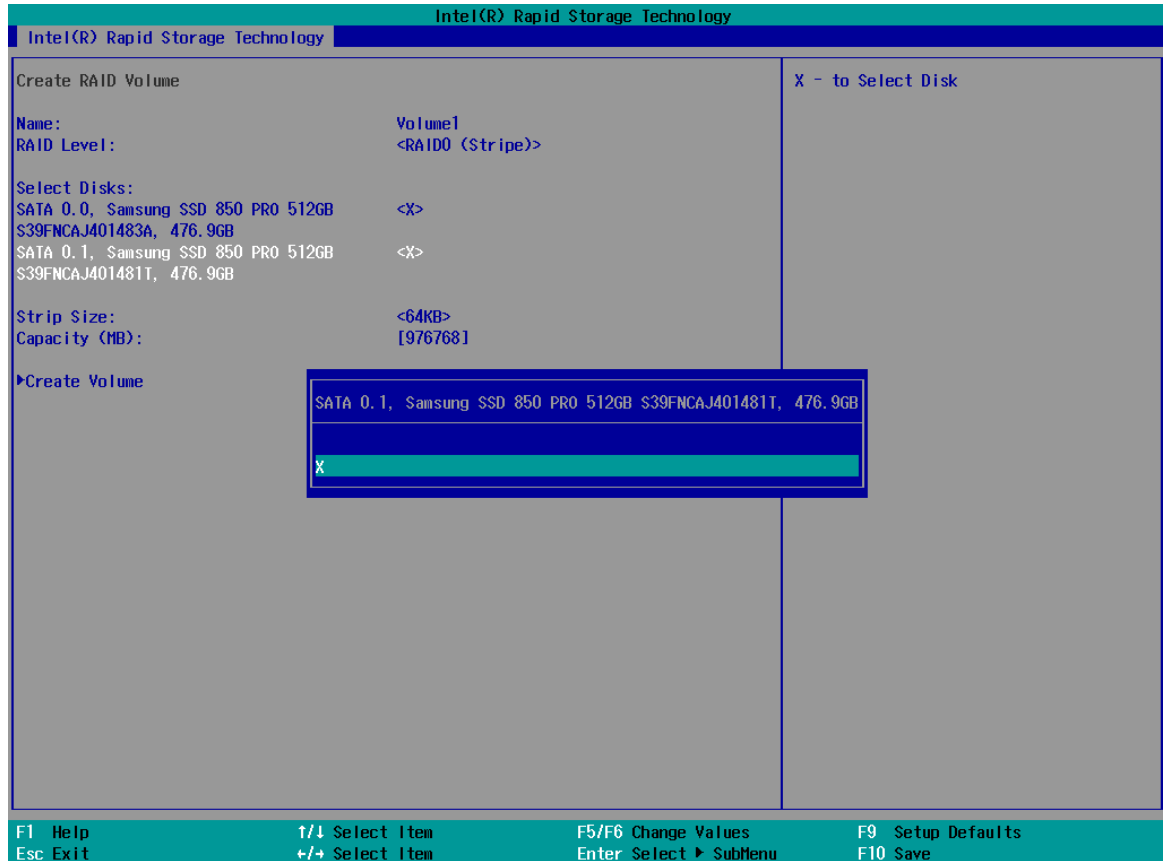 Intel(R) Rapid Storage Technology
Intel(R) Rapid Storage Technology
Create RAID Volume
X - to Select Disk
Name: Volume1
RAID Level: <RAID0 (Stripe)>
Select Disks:
SATA 0.0, Samsung SSD 850 PRO 512GB <X>
S39FNCAJ401483A, 476.9GB
SATA 0.1, Samsung SSD 850 PRO 512GB <X>
S39FNCAJ401481T, 476.9GB
Strip Size: <64KB>
Capacity (MB): [976768]
▶Create Volume
SATA 0.1, Samsung SSD 850 PRO 512GB S39FNCAJ401481T, 476.9GB
X
F1 Help ↑/↓ Select Item F5/F6 Change Values F9 Setup Defaults
Esc Exit ←/→ Select Item Enter Select ▶ SubMenu F10 Save